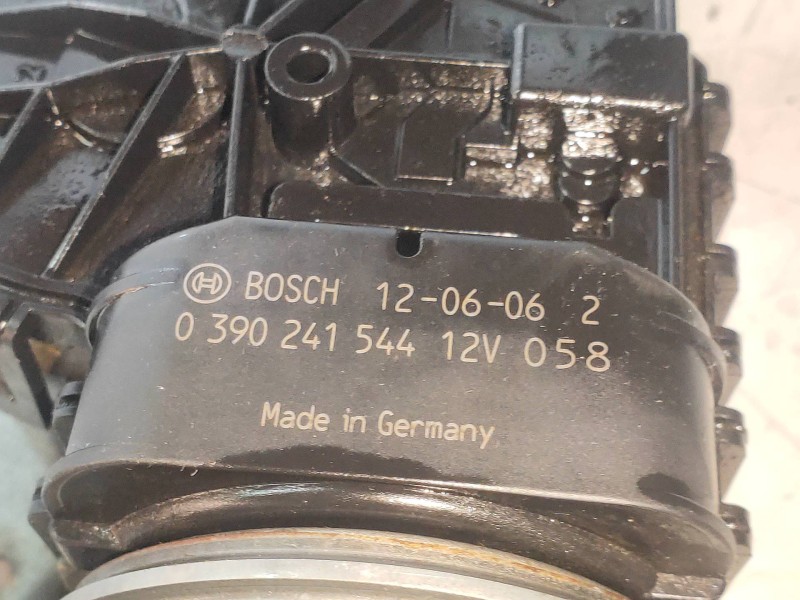 BOSCH 12-06-06 2
0 390 241 544 12V 058
Made in Germany